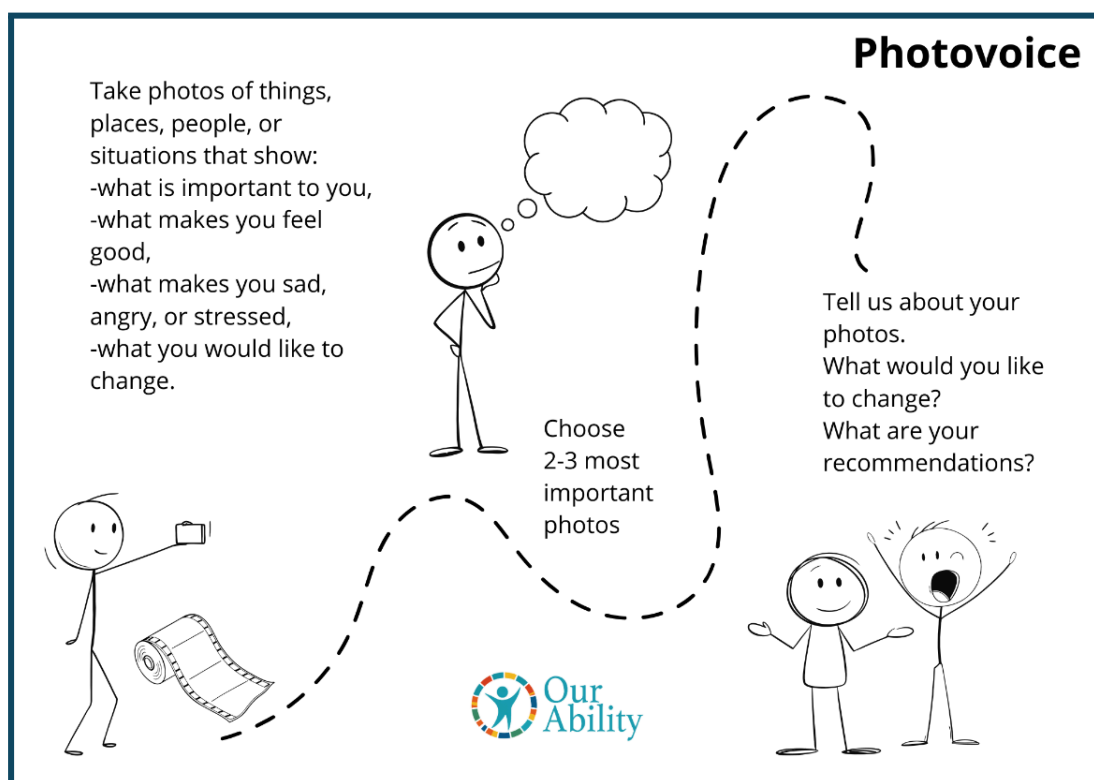 Photovoice
Take photos of things,
places, people, or
situations that show:
-what is important to you,
-what makes you feel
good,
-what makes you sad,
angry, or stressed,
-what you would like to
change.
Choose
2-3 most
important
photos
Tell us about your
photos.
What would you like
to change?
What are your
recommendations?
Our
Ability